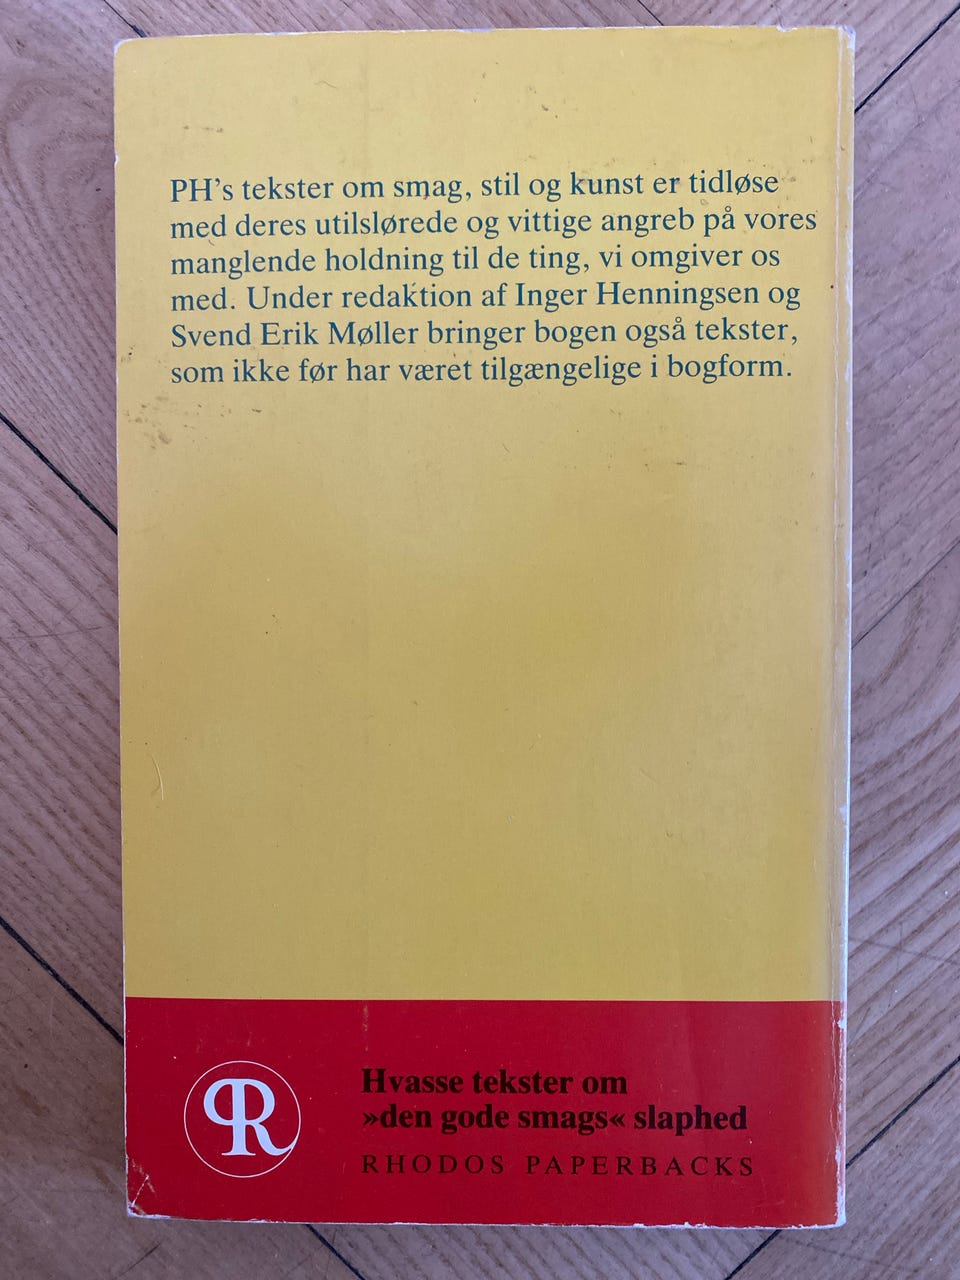 PH's tekster om smag, stil og kunst er tidløse
med deres utilslørede og vittige angreb på vores
manglende holdning til de ting, vi omgiver os
med. Under redaktion af Inger Henningsen og
Svend Erik Møller bringer bogen også tekster,
som ikke før har været tilgængelige i bogform.
PR
Hvasse tekster om
»den gode smags« slaphed
RHODOS PAPERBACKS